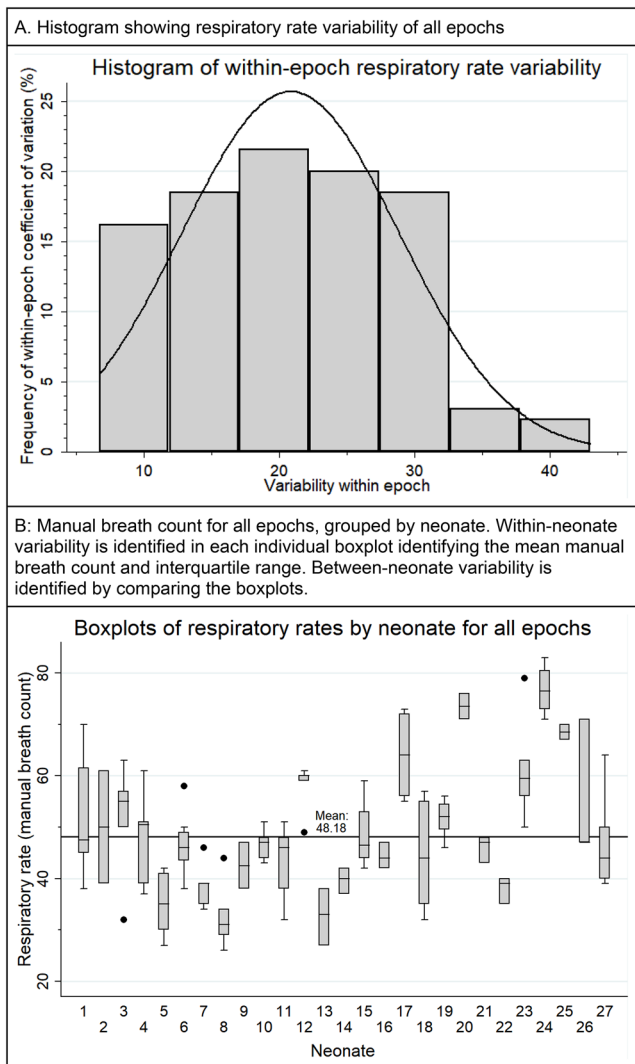 A. Histogram showing respiratory rate variability of all epochs
Histogram of within-epoch respiratory rate variability
Frequency of within-epoch coefficient of variation (%)
25
20
15
10
5
0
10 20 30 40
Variability within epoch
B: Manual breath count for all epochs, grouped by neonate. Within-neonate
variability is identified in each individual boxplot identifying the mean manual
breath count and interquartile range. Between-neonate variability is
identified by comparing the boxplots.
Boxplots of respiratory rates by neonate for all epochs
Respiratory rate (manual breath count)
80
60
40
20
Mean:
48.18
1 3 5 7 9 11 13 15 17 19 21 23 25 27
2 4 6 8 10 12 14 16 18 20 22 24 26
Neonate